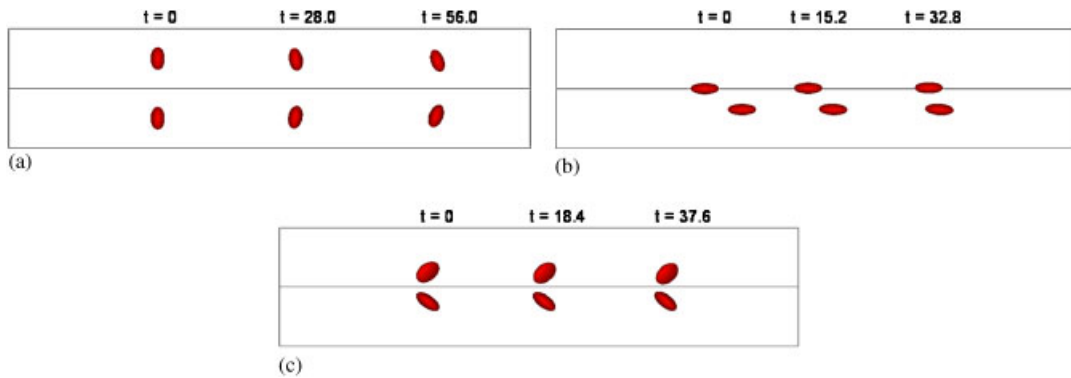 t = 0 t = 28.0 t = 56.0
(a)
t = 0 t = 15.2 t = 32.8
(b)
t = 0 t = 18.4 t = 37.6
(c)